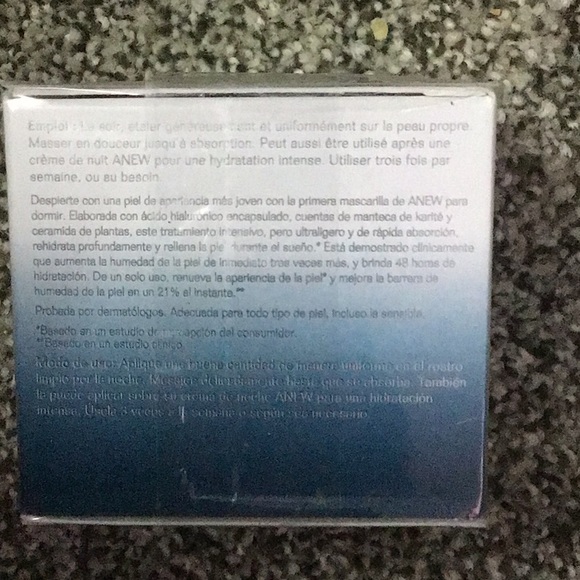 Emploi : Le soir, étaler généreusement et uniformément sur la peau propre.
Masser en douceur jusqu'à absorption. Peut aussi être utilisé après une
crème de nuit ANEW pour une hydratation intense. Utiliser trois fois par
semaine, ou au besoin.
Despierte con una piel de apariencia más joven con la primera mascarilla de ANEW para
dormir. Elaborada con ácido hialurónico encapsulado, cuentas de manteca de karité y
ceramida de plantas, este tratamiento intensivo, pero ultraligero y de rápida absorción,
rehidrata profundamente y rellena la piel durante el sueño.* Está demostrado clínicamente
que aumenta la humedad de la piel de inmediato tres veces más, y brinda 48 horas de
hidratación. De un solo uso, renueva la apariencia de la piel* y mejora la barrera de
humedad de la piel en un 21% al instante.**
Probada por dermatólogos. Adecuada para todo tipo de piel, incluso la sensible.
*Basado en un estudio de percepción del consumidor.
**Basado en un estudio clínico.
Modo de uso: Aplique una buena cantidad de manera uniforme en el rostro
limpio por la noche. Masajee delicadamente hasta que se absorba. También
la puede aplicar sobre su crema de noche ANEW para una hidratación
intensa. Úsela 3 veces a la semana o según sea necesario.